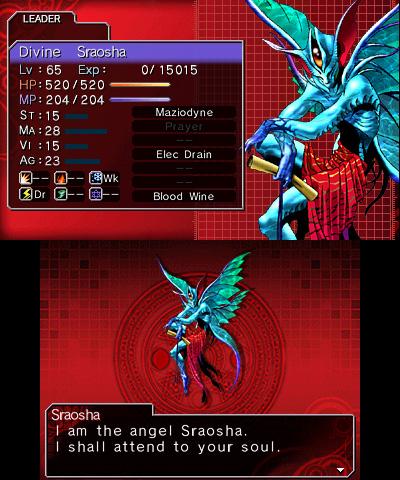 LEADER
Divine Sraosha
Lv : 65 Exp : 0/15015
HP: 520/520
MP: 204/204
ST : 15
MA : 28
VI : 15
AG : 23
Maziodyne
Prayer
--
Elec Drain
--
Blood Wine
-- -- Wk
Dr -- --
Sraosha
I am the angel Sraosha.
I shall attend to your soul.